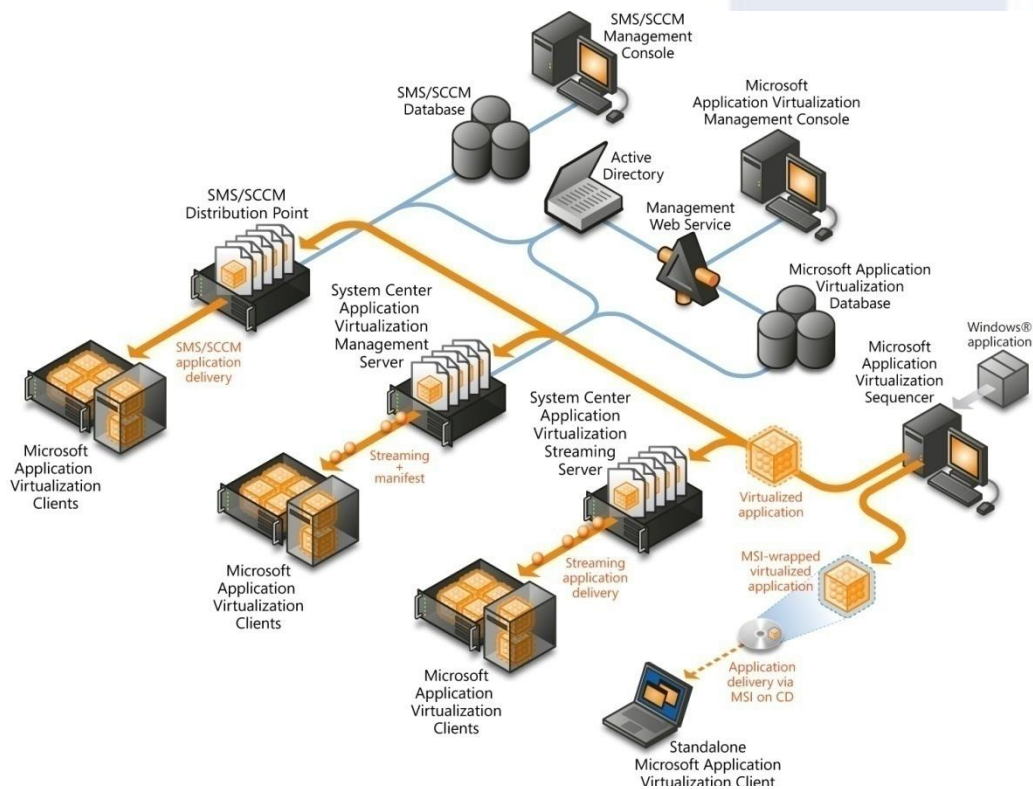 SMS/SCCM
Management
Console
SMS/SCCM
Database
Microsoft
Application Virtualization
Management Console
Active
Directory
SMS/SCCM
Distribution Point
Management
Web Service
System Center
Application
Virtualization
Management
Server
Microsoft Application
Virtualization
Database
Windows®
application
Microsoft
Application
Virtualization
Sequencer
SMS/SCCM
application
delivery
System Center
Application
Virtualization
Streaming
Server
Microsoft
Application
Virtualization
Clients
Streaming
+
manifest
Virtualized
application
MSI-wrapped
virtualized
application
Microsoft
Application
Virtualization
Clients
Streaming
application
delivery
Microsoft
Application
Virtualization
Clients
Application
delivery via
MSI on CD
Standalone
Microsoft Application
Virtualization Client